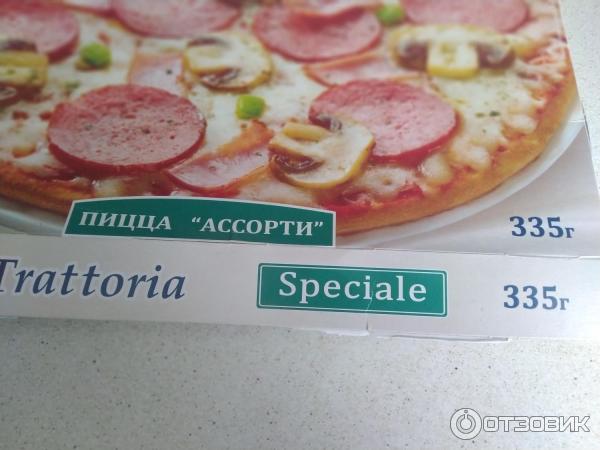 ПИЦЦА "АССОРТИ" 335г
Trattoria Speciale 335г
ОТЗОВИК